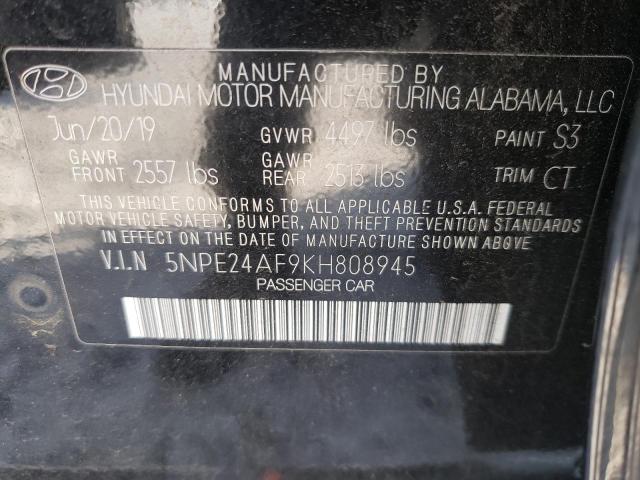 MANUFACTURED BY
HYUNDAI MOTOR MANUFACTURING ALABAMA, LLC
Jun/20/19 GVWR 4497 lbs PAINT S3
GAWR FRONT 2557 lbs GAWR REAR 2513 lbs TRIM CT
THIS VEHICLE CONFORMS TO ALL APPLICABLE U.S.A. FEDERAL
MOTOR VEHICLE SAFETY, BUMPER, AND THEFT PREVENTION STANDARDS
IN EFFECT ON THE DATE OF MANUFACTURE SHOWN ABOVE.
V.I.N 5NPE24AF9KH808945
PASSENGER CAR